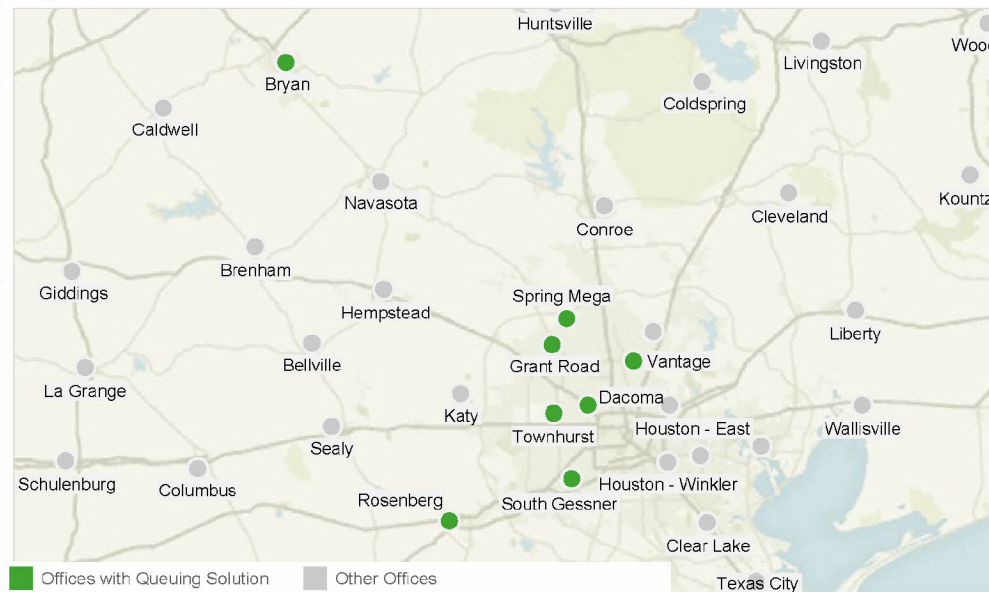 Huntsville
Livingston
Bryan
Coldspring
Caldwell
Navasota
Cleveland
Conroe
Brenham
Giddings
Spring Mega
Hempstead
Liberty
Grant Road
Vantage
Bellville
La Grange
Dacoma
Katy
Houston - East
Wallisville
Townhurst
Sealy
Schulenburg
Columbus
Houston - Winkler
Rosenberg
South Gessner
Clear Lake
Offices with Queuing Solution
Other Offices
Texas City